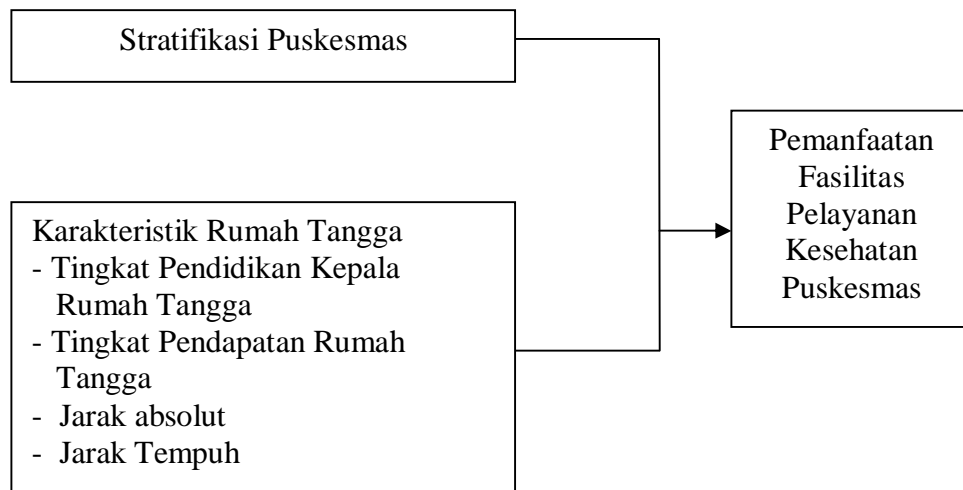 Stratifikasi Puskesmas
Karakteristik Rumah Tangga
- Tingkat Pendidikan Kepala
Rumah Tangga
- Tingkat Pendapatan Rumah
Tangga
- Jarak absolut
- Jarak Tempuh
Pemanfaatan
Fasilitas
Pelayanan
Kesehatan
Puskesmas